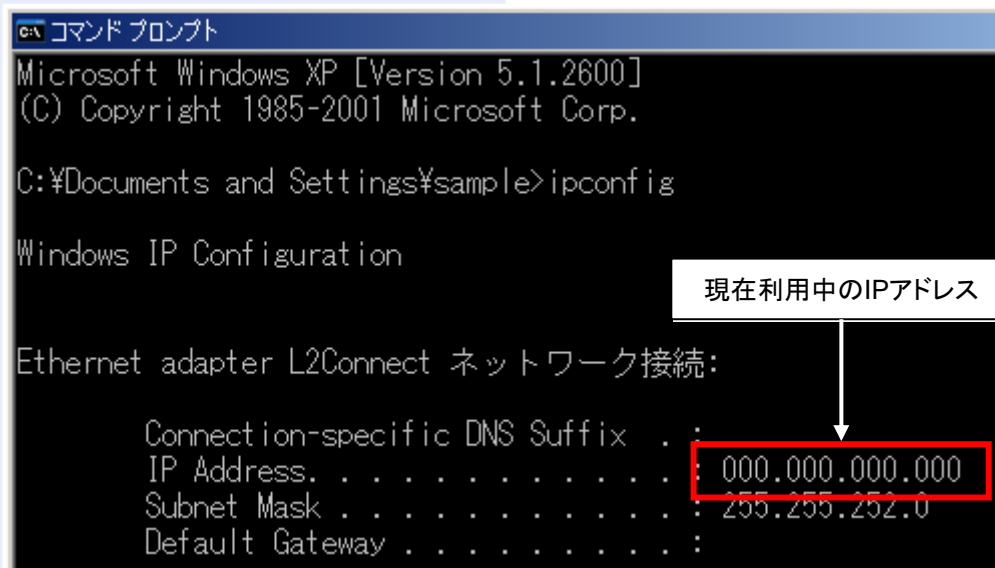 コマンド プロンプト
Microsoft Windows XP [Version 5.1.2600]
(C) Copyright 1985-2001 Microsoft Corp.
C:¥Documents and Settings¥sample>ipconfig
Windows IP Configuration
現在利用中のIPアドレス
Ethernet adapter L2Connect ネットワーク接続:
Connection-specific DNS Suffix . :
IP Address. . . . . . . . . . . . : 000.000.000.000
Subnet Mask . . . . . . . . . . . : 255.255.252.0
Default Gateway . . . . . . . . . :